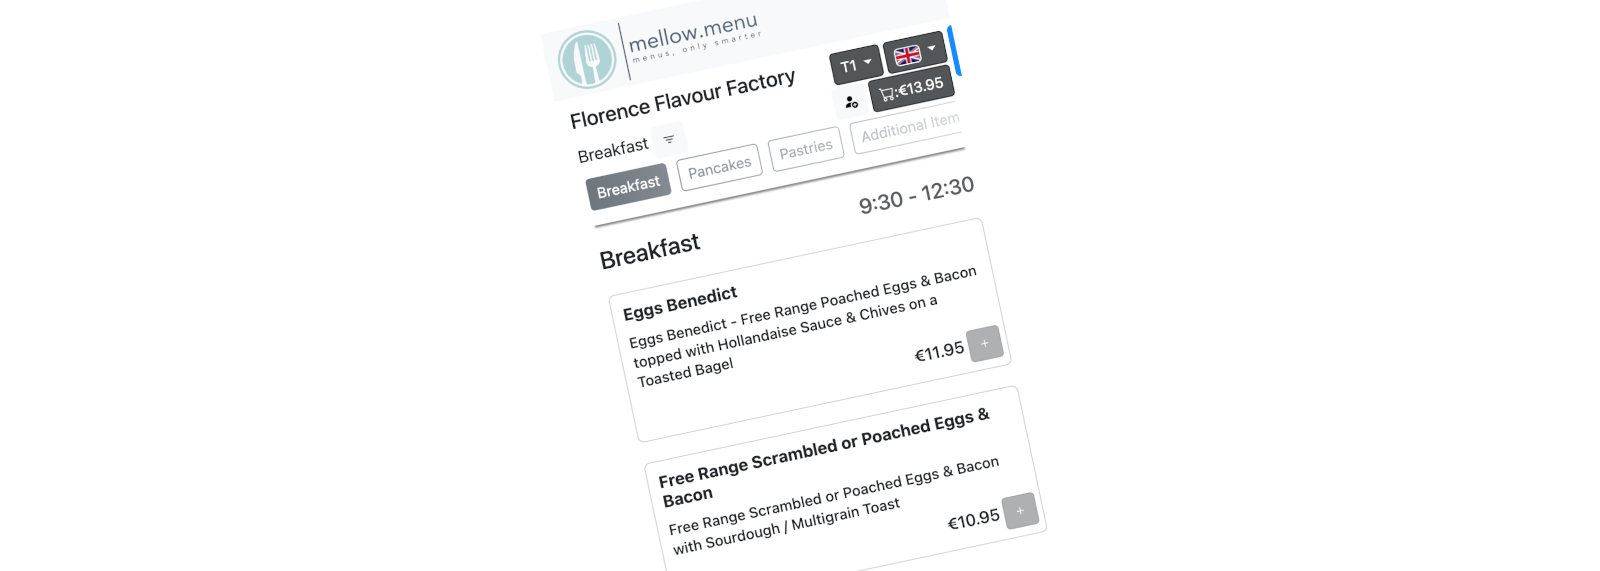 mellow.menu
menus, only smarter
Florence Flavour Factory
T1
:€13.95
Breakfast
Breakfast
Pancakes
Pastries
Additional Item
9:30 - 12:30
Breakfast
Eggs Benedict
Eggs Benedict - Free Range Poached Eggs & Bacon
topped with Hollandaise Sauce & Chives on a
Toasted Bagel
€11.95
+
Free Range Scrambled or Poached Eggs &
Bacon
Free Range Scrambled or Poached Eggs & Bacon
with Sourdough / Multigrain Toast
€10.95
+